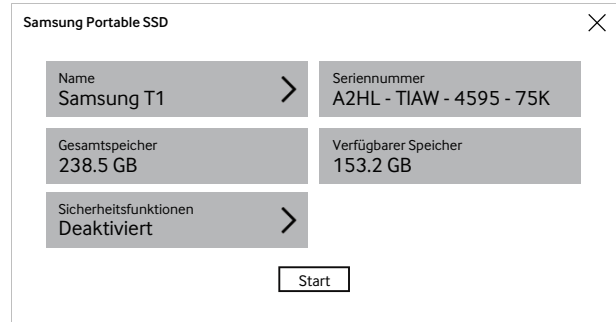 Samsung Portable SSD
Name
Samsung T1
Seriennummer
A2HL - TIAW - 4595 - 75K
Gesamtspeicher
238.5 GB
Verfügbarer Speicher
153.2 GB
Sicherheitsfunktionen
Deaktiviert
Start